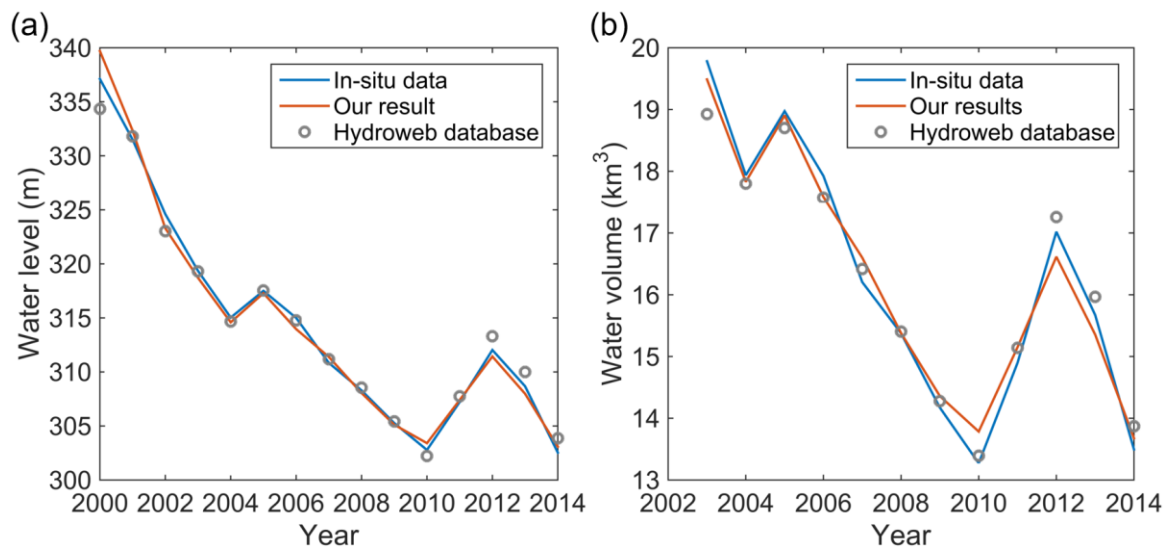 (a)
340
335
330
325
320
315
310
305
300
Water level (m)
In-situ data
Our result
Hydroweb database
2000 2002 2004 2006 2008 2010 2012 2014
Year
(b)
20
19
18
17
16
15
14
13
Water volume (km³)
In-situ data
Our results
Hydroweb database
2002 2004 2006 2008 2010 2012 2014
Year